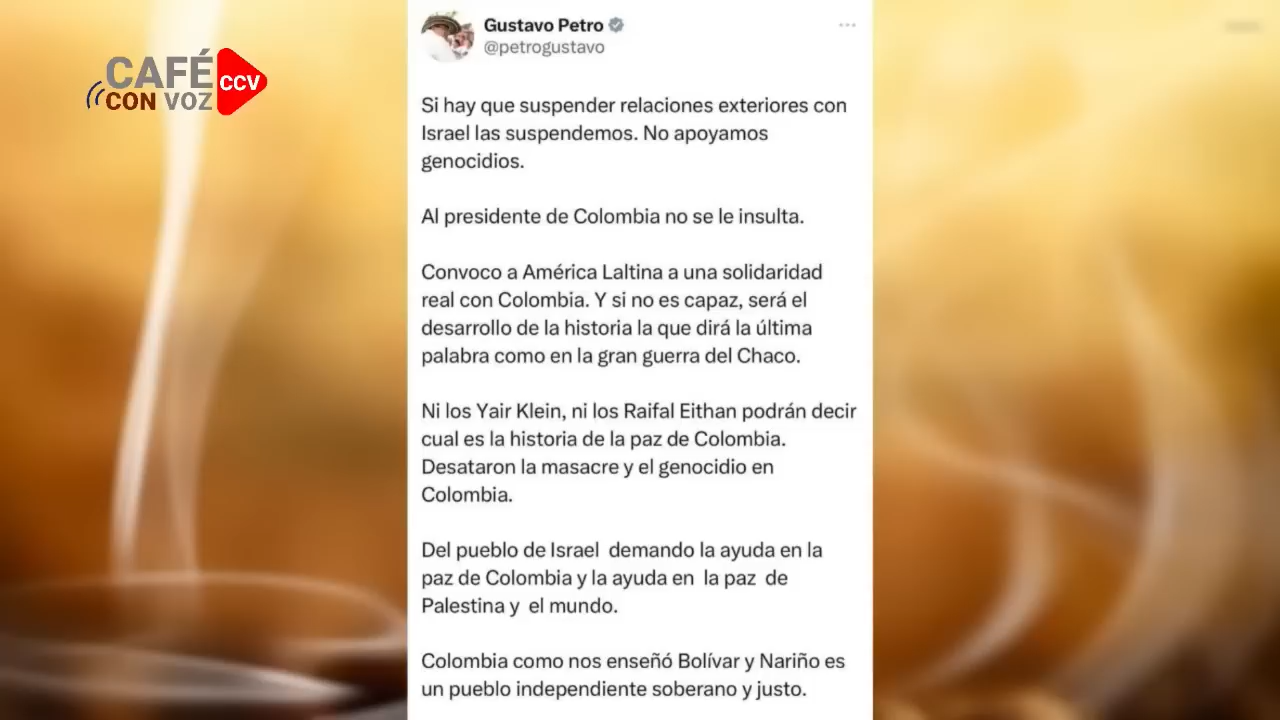 CAFÉ
CON VOZ
CCV
Gustavo Petro
@petrogustavo
Si hay que suspender relaciones exteriores con
Israel las suspendemos. No apoyamos
genocidios.
Al presidente de Colombia no se le insulta.
Convoco a América Laltina a una solidaridad
real con Colombia. Y si no es capaz, será el
desarrollo de la historia la que dirá la última
palabra como en la gran guerra del Chaco.
Ni los Yair Klein, ni los Raifal Eithan podrán decir
cual es la historia de la paz de Colombia.
Desataron la masacre y el genocidio en
Colombia.
Del pueblo de Israel  demando la ayuda en la
paz de Colombia y la ayuda en  la paz  de
Palestina y  el mundo.
Colombia como nos enseñó Bolívar y Nariño es
un pueblo independiente soberano y justo.